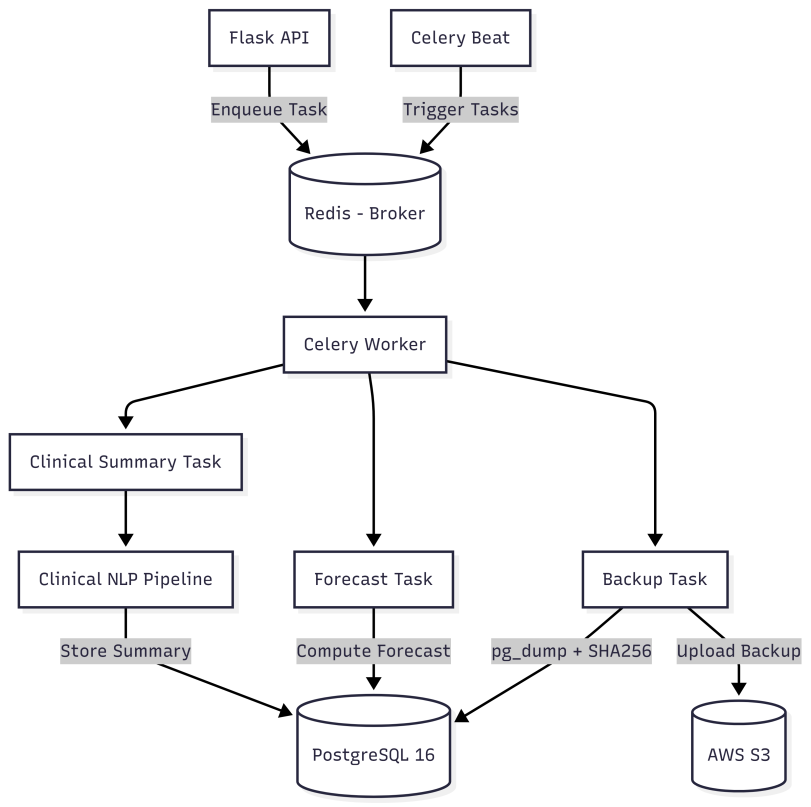 Flask API
Celery Beat
Enqueue Task
Trigger Tasks
Redis - Broker
Celery Worker
Clinical Summary Task
Clinical NLP Pipeline
Forecast Task
Backup Task
Store Summary
Compute Forecast
pg_dump + SHA256
Upload Backup
PostgreSQL 16
AWS S3